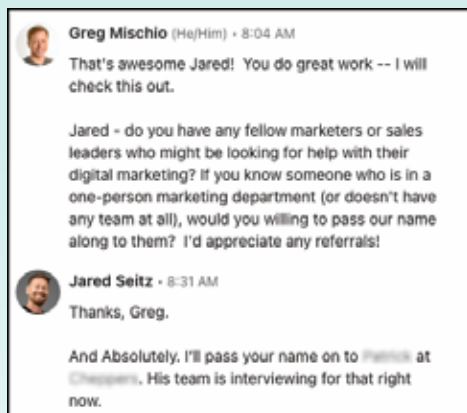 Greg Mischio (He/Him) • 8:04 AM
That's awesome Jared! You do great work -- I will
check this out.
Jared - do you have any fellow marketers or sales
leaders who might be looking for help with their
digital marketing? If you know someone who is in a
one-person marketing department (or doesn't have
any team at all), would you willing to pass our name
along to them? I'd appreciate any referrals!
Jared Seitz • 8:31 AM
Thanks, Greg.
And Absolutely. I'll pass your name on to at
. His team is interviewing for that right
now.